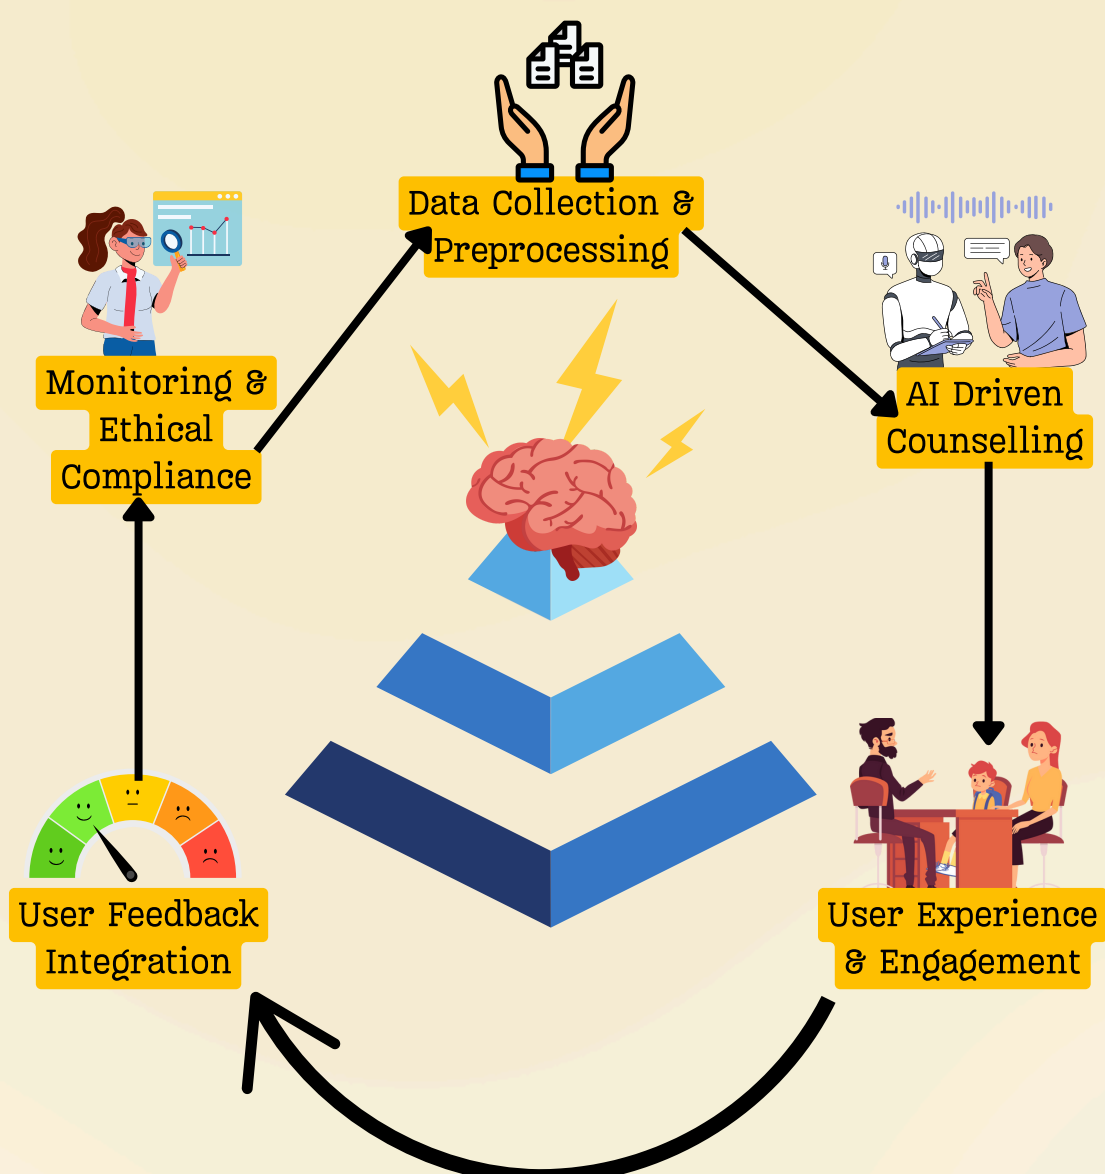 Data Collection &
Preprocessing
AI Driven
Counselling
User Experience
& Engagement
User Feedback
Integration
Monitoring &
Ethical
Compliance